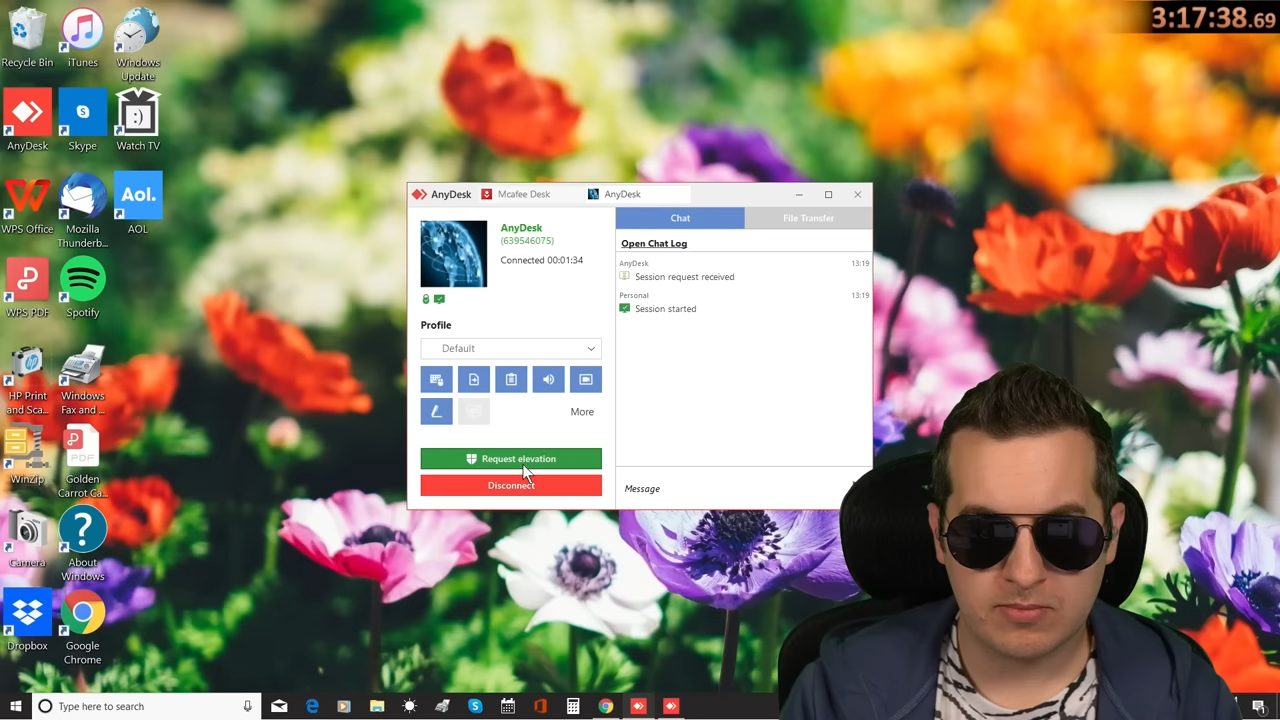 3:17:38.69
Recycle Bin
iTunes
Windows
Update
AnyDesk
Skype
Watch TV
:)
Aol.
WPS Office
Mozilla
Thunderb...
AOL
WPS PDF
Spotify
HP Print
and Sca...
Windows
Fax and ...
WinZip
Golden
Carrot Ca...
Camera
About
Windows
Dropbox
Google
Chrome
AnyDesk
Mcafee Desk
AnyDesk
AnyDesk
(639546075)
Connected 00:01:34
Profile
Default
More
Request elevation
Disconnect
Chat
File Transfer
Open Chat Log
AnyDesk 13:19
Session request received
Personal 13:19
Session started
Message
Type here to search